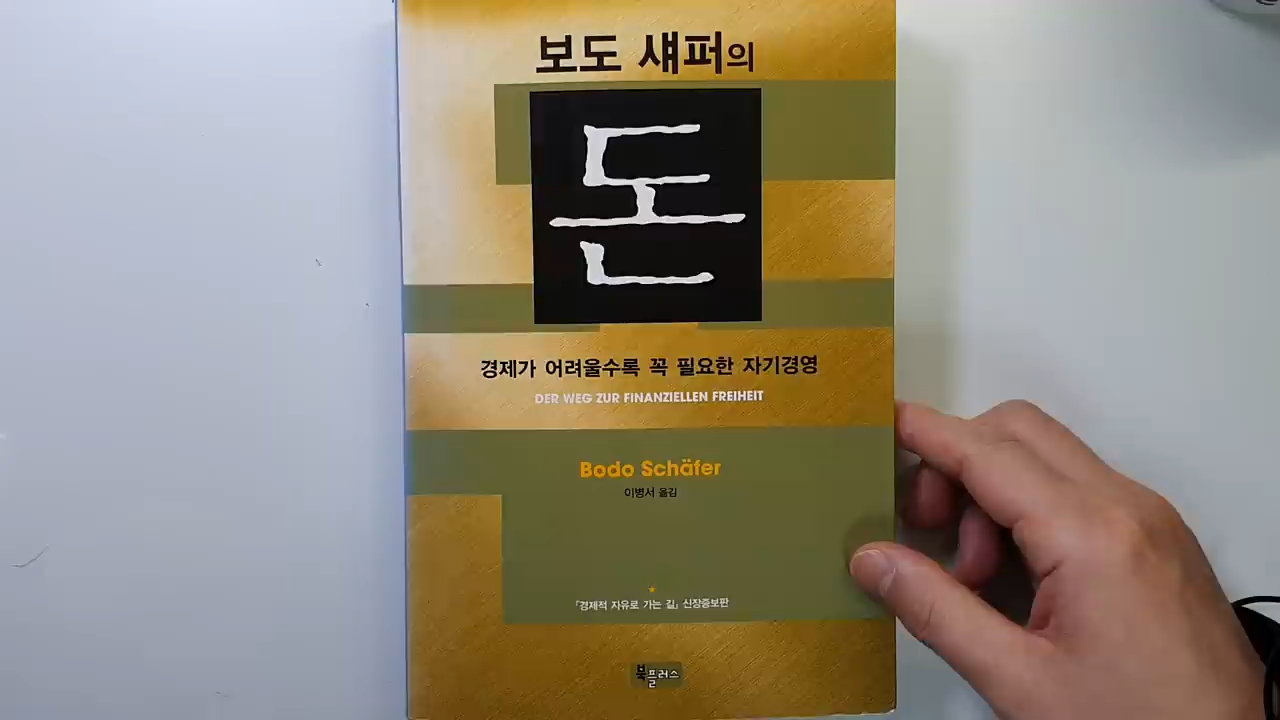 보도 섀퍼의
돈
경제가 어려울수록 꼭 필요한 자기경영
DER WEG ZUR FINANZIELLEN FREIHEIT
Bodo Schäfer
이병서 옮김
「경제적 자유로 가는 길」 신장증보판
북플러스